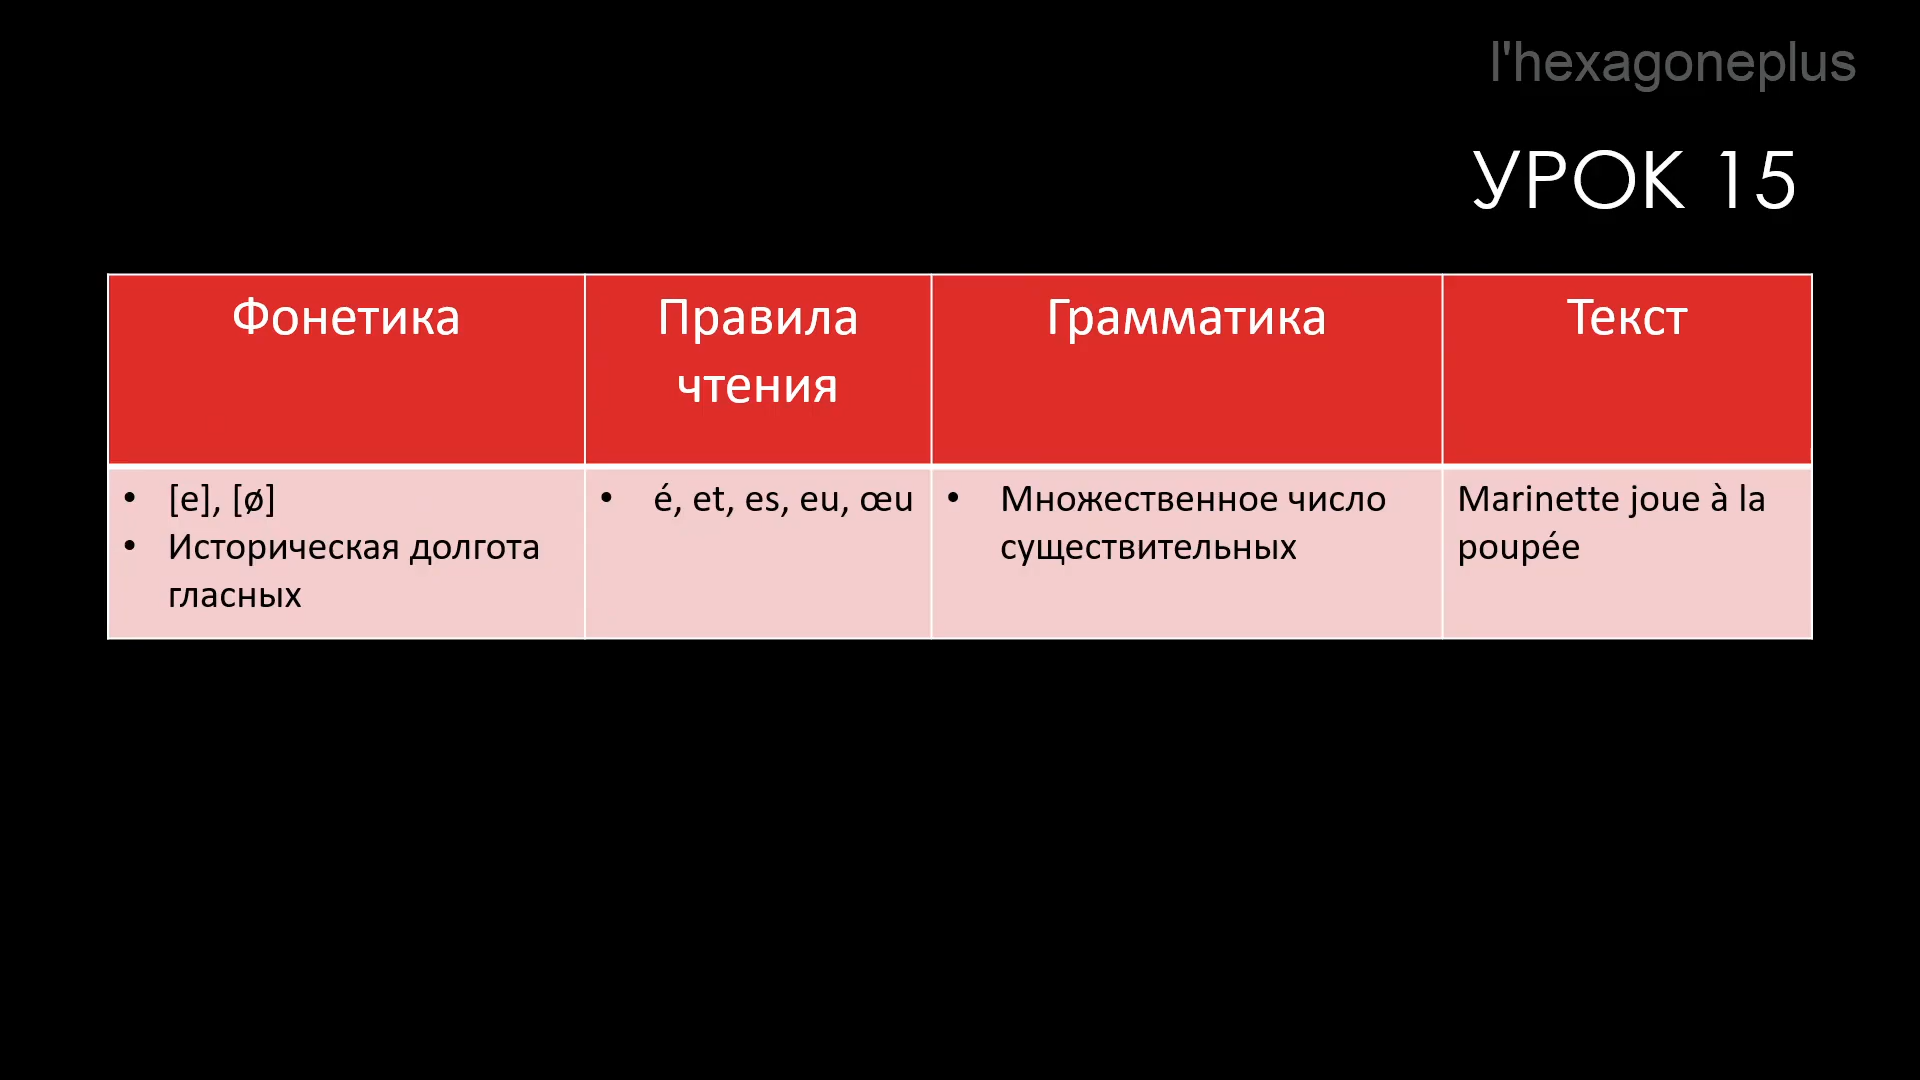 l'hexagoneplus
УРОК 15
Фонетика
Правила
чтения
Грамматика
Текст
• [e], [ø]
• Историческая долгота
гласных
• é, et, es, eu, œu
• Множественное число
существительных
Marinette joue à la
poupée